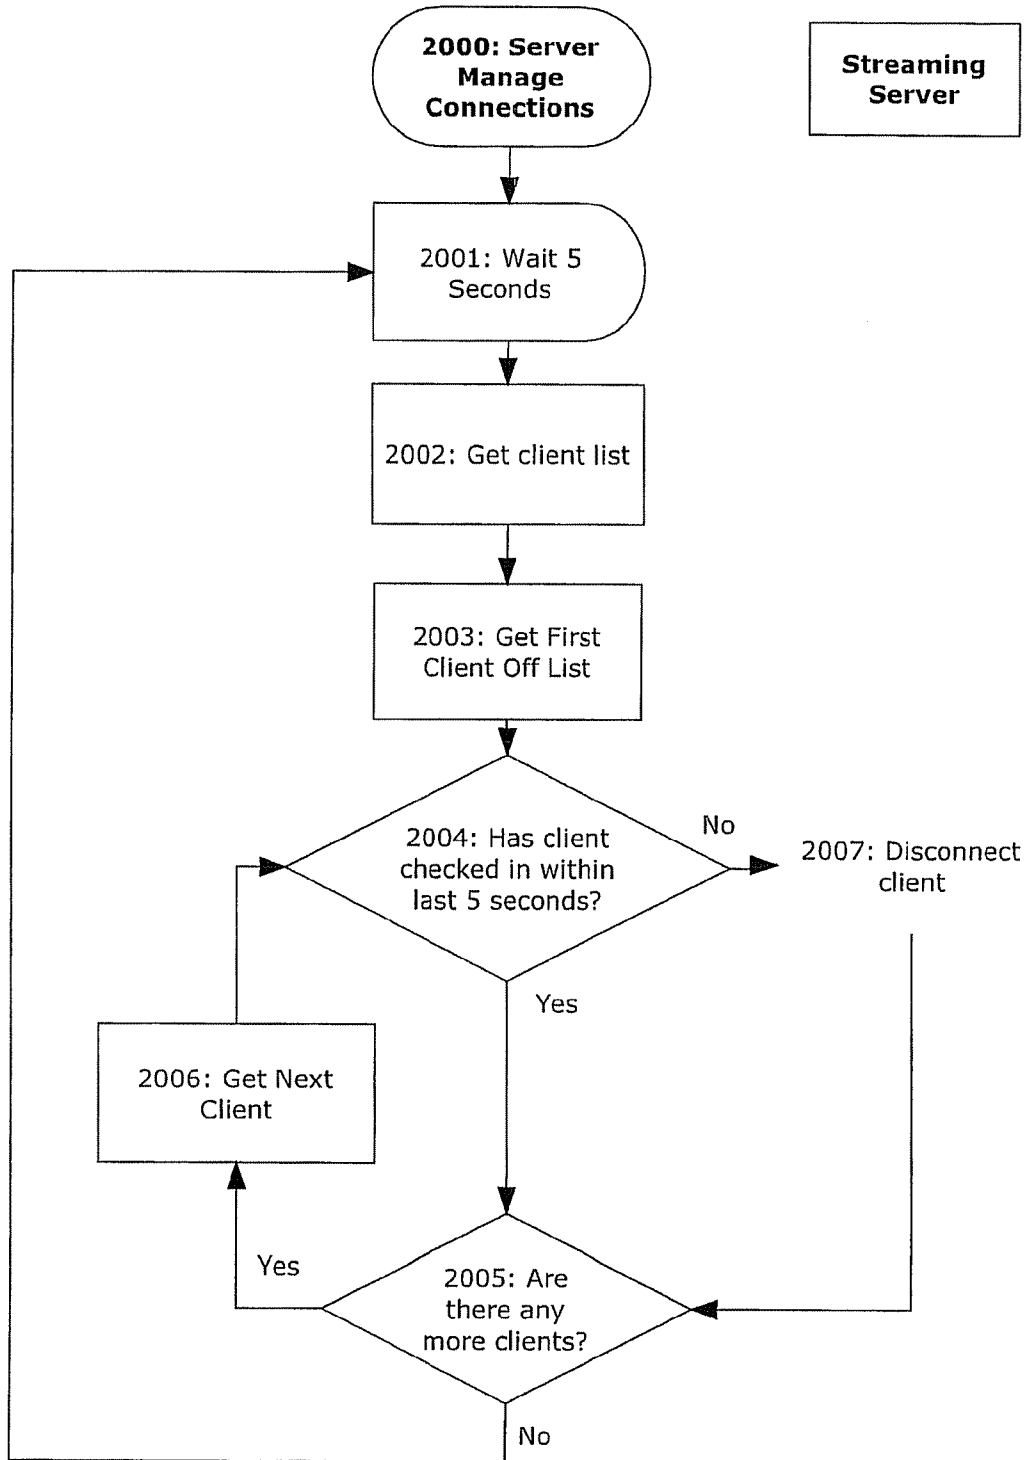 2000: Server
Manage
Connections
Streaming
Server
2001: Wait 5
Seconds
2002: Get client list
2003: Get First
Client Off List
2004: Has client
checked in within
last 5 seconds?
No
2007: Disconnect
client
Yes
2006: Get Next
Client
Yes
2005: Are
there any
more clients?
No